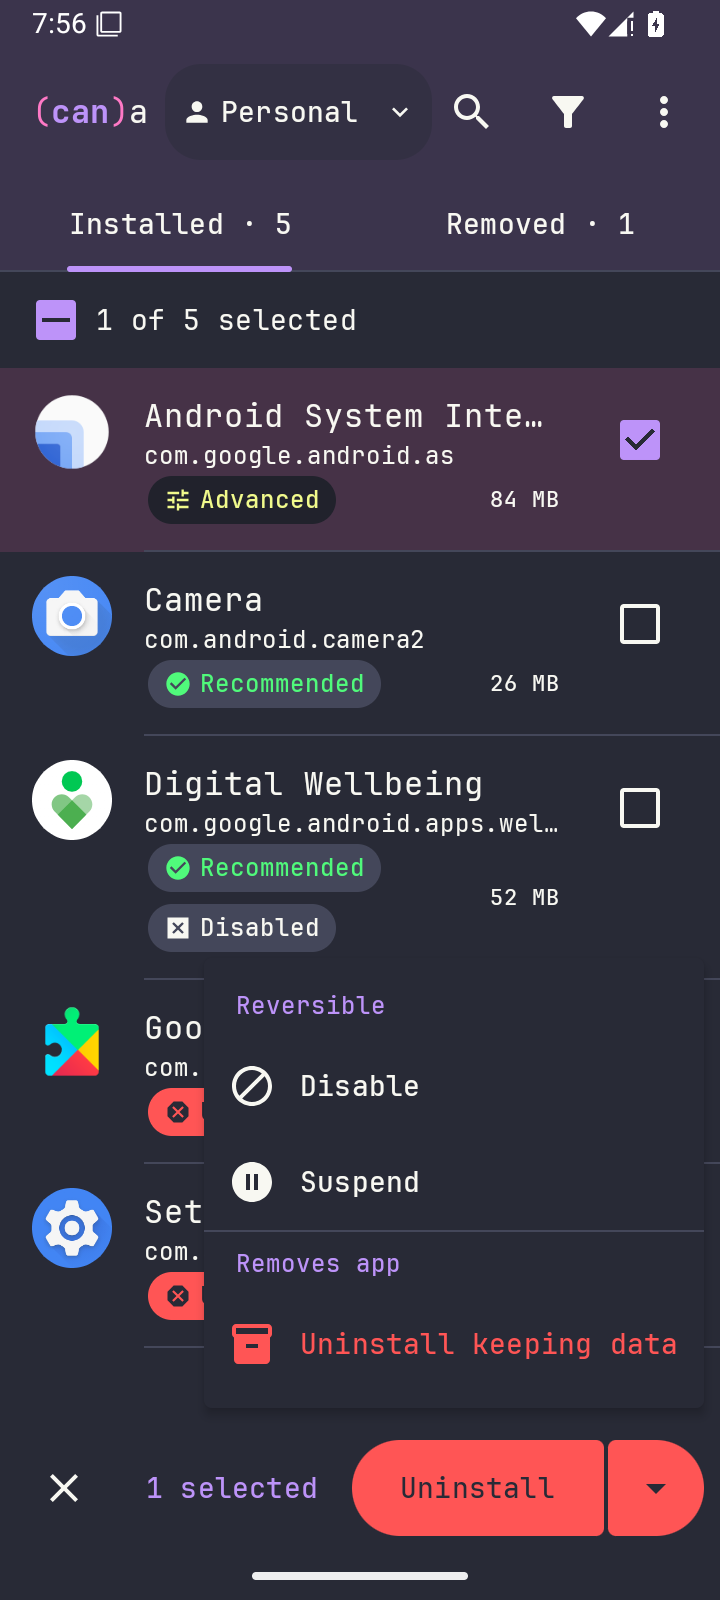 7:56
(can)a
Personal
Installed · 5
Removed · 1
1 of 5 selected
Android System Inte…
com.google.android.as
Advanced
84 MB
Camera
com.android.camera2
Recommended
26 MB
Digital Wellbeing
com.google.android.apps.wel…
Recommended
52 MB
Disabled
Goo
com.
Reversible
Disable
Suspend
Set
com.
Removes app
Uninstall keeping data
1 selected
Uninstall